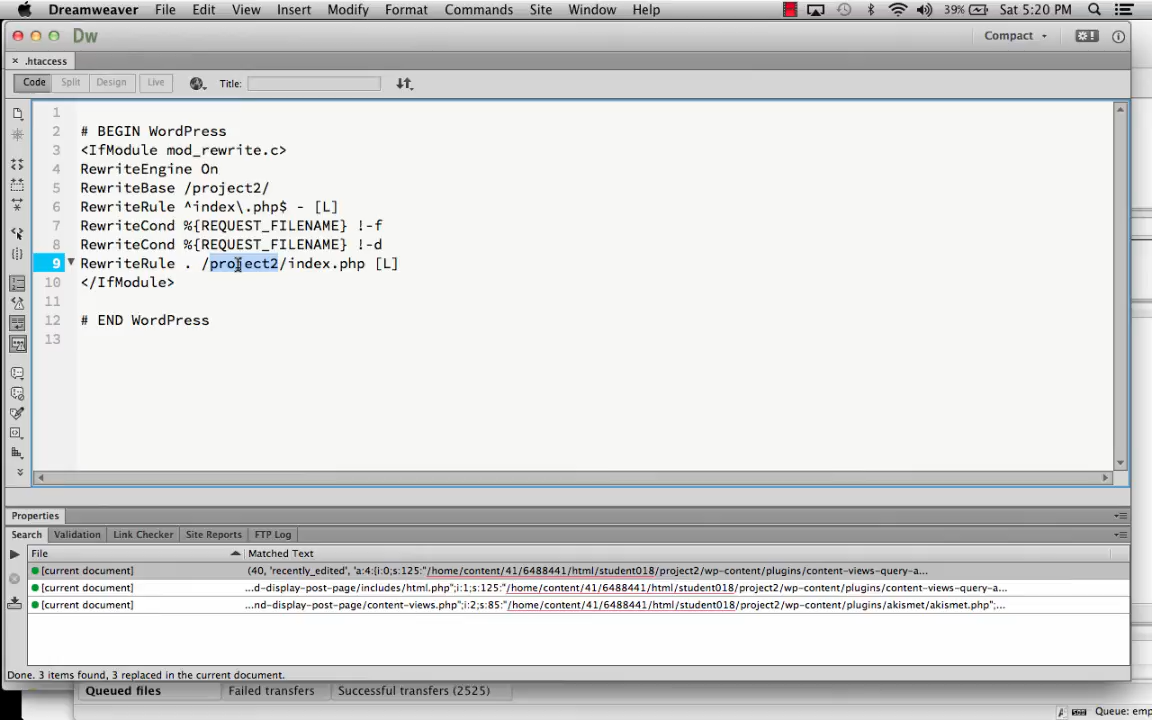 Dreamweaver File Edit View Insert Modify Format Commands Site Window Help 39% Sat 5:20 PM
Dw Compact
× .htaccess
Code Split Design Live Title:
1
2 # BEGIN WordPress
3 <IfModule mod_rewrite.c>
4 RewriteEngine On
5 RewriteBase /project2/
6 RewriteRule ^index\.php$ - [L]
7 RewriteCond %{REQUEST_FILENAME} !-f
8 RewriteCond %{REQUEST_FILENAME} !-d
9 RewriteRule . /project2/index.php [L]
10 </IfModule>
11
12 # END WordPress
13
Properties
Search Validation Link Checker Site Reports FTP Log
File Matched Text
[current document] (40, 'recently_edited', 'a:4:{i:0;s:125:"/home/content/41/6488441/html/student018/project2/wp-content/plugins/content-views-query-a...
[current document] ...d-display-post-page/includes/html.php";i:1;s:125:"/home/content/41/6488441/html/student018/project2/wp-content/plugins/content-views-query-a...
[current document] ...nd-display-post-page/content-views.php";i:2;s:85:"/home/content/41/6488441/html/student018/project2/wp-content/plugins/akismet/akismet.php";...
Done. 3 items found, 3 replaced in the current document.
Queued files Failed transfers Successful transfers (2525)
Queue: emp